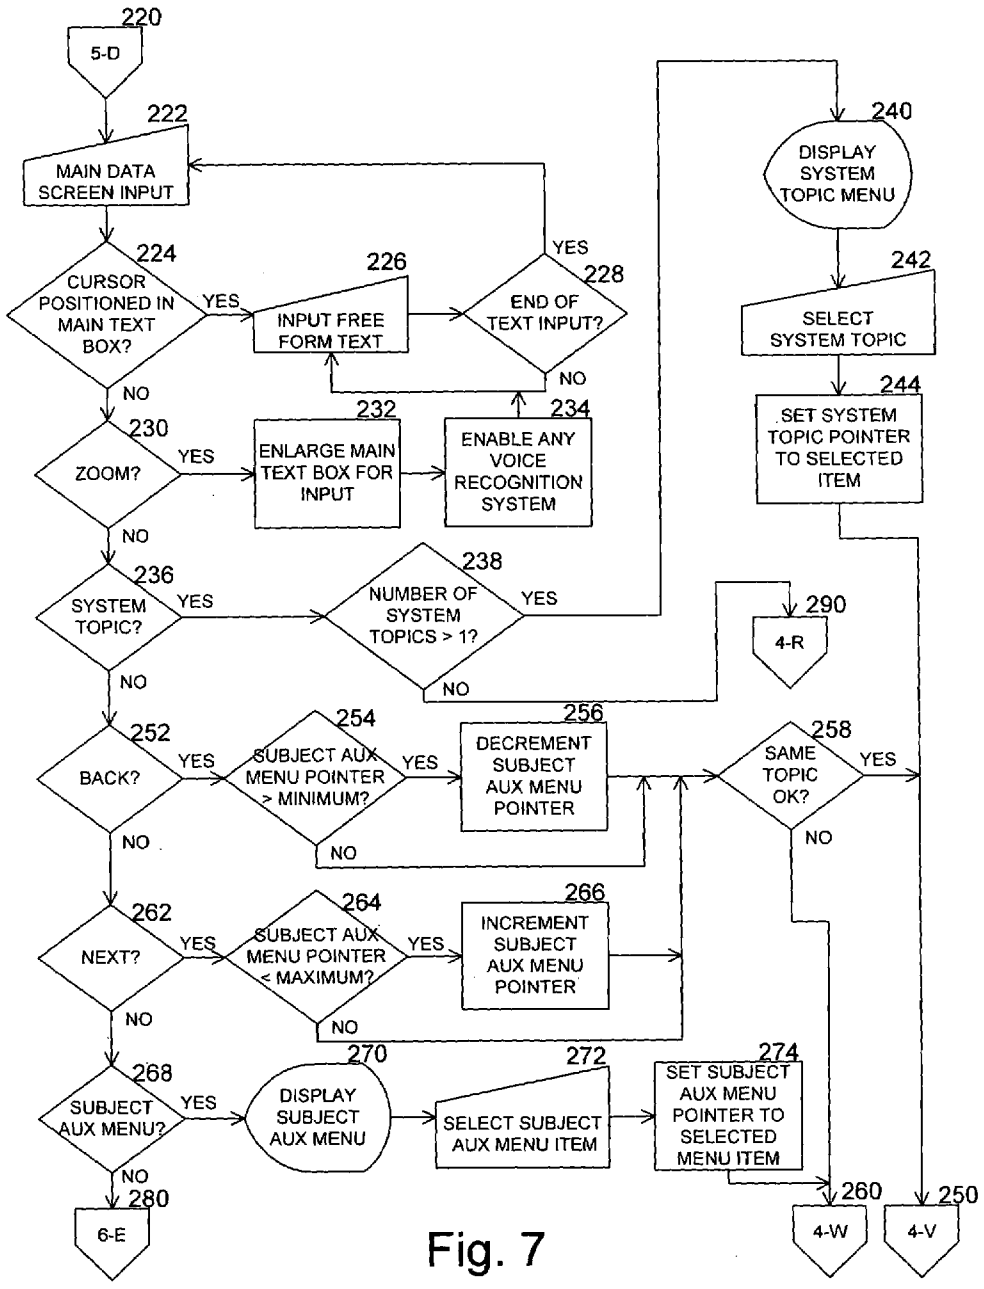 220
5-D
222
MAIN DATA
SCREEN INPUT
240
DISPLAY
SYSTEM
TOPIC MENU
224
CURSOR
POSITIONED IN
MAIN TEXT
BOX?
YES
NO
226
INPUT FREE
FORM TEXT
YES
228
END OF
TEXT INPUT?
NO
242
SELECT
SYSTEM TOPIC
244
SET SYSTEM
TOPIC POINTER
TO SELECTED
ITEM
230
ZOOM?
YES
NO
232
ENLARGE MAIN
TEXT BOX FOR
INPUT
234
ENABLE ANY
VOICE
RECOGNITION
SYSTEM
236
SYSTEM
TOPIC?
YES
NO
238
NUMBER OF
SYSTEM
TOPICS > 1?
YES
NO
290
4-R
252
BACK?
YES
NO
254
SUBJECT AUX
MENU POINTER
> MINIMUM?
YES
NO
256
DECREMENT
SUBJECT
AUX MENU
POINTER
258
SAME
TOPIC
OK?
YES
NO
262
NEXT?
YES
NO
264
SUBJECT AUX
MENU POINTER
< MAXIMUM?
YES
NO
266
INCREMENT
SUBJECT
AUX MENU
POINTER
268
SUBJECT
AUX MENU?
YES
NO
270
DISPLAY
SUBJECT
AUX MENU
272
SELECT SUBJECT
AUX MENU ITEM
274
SET SUBJECT
AUX MENU
POINTER TO
SELECTED
MENU ITEM
280
6-E
260
4-W
250
4-V
Fig. 7